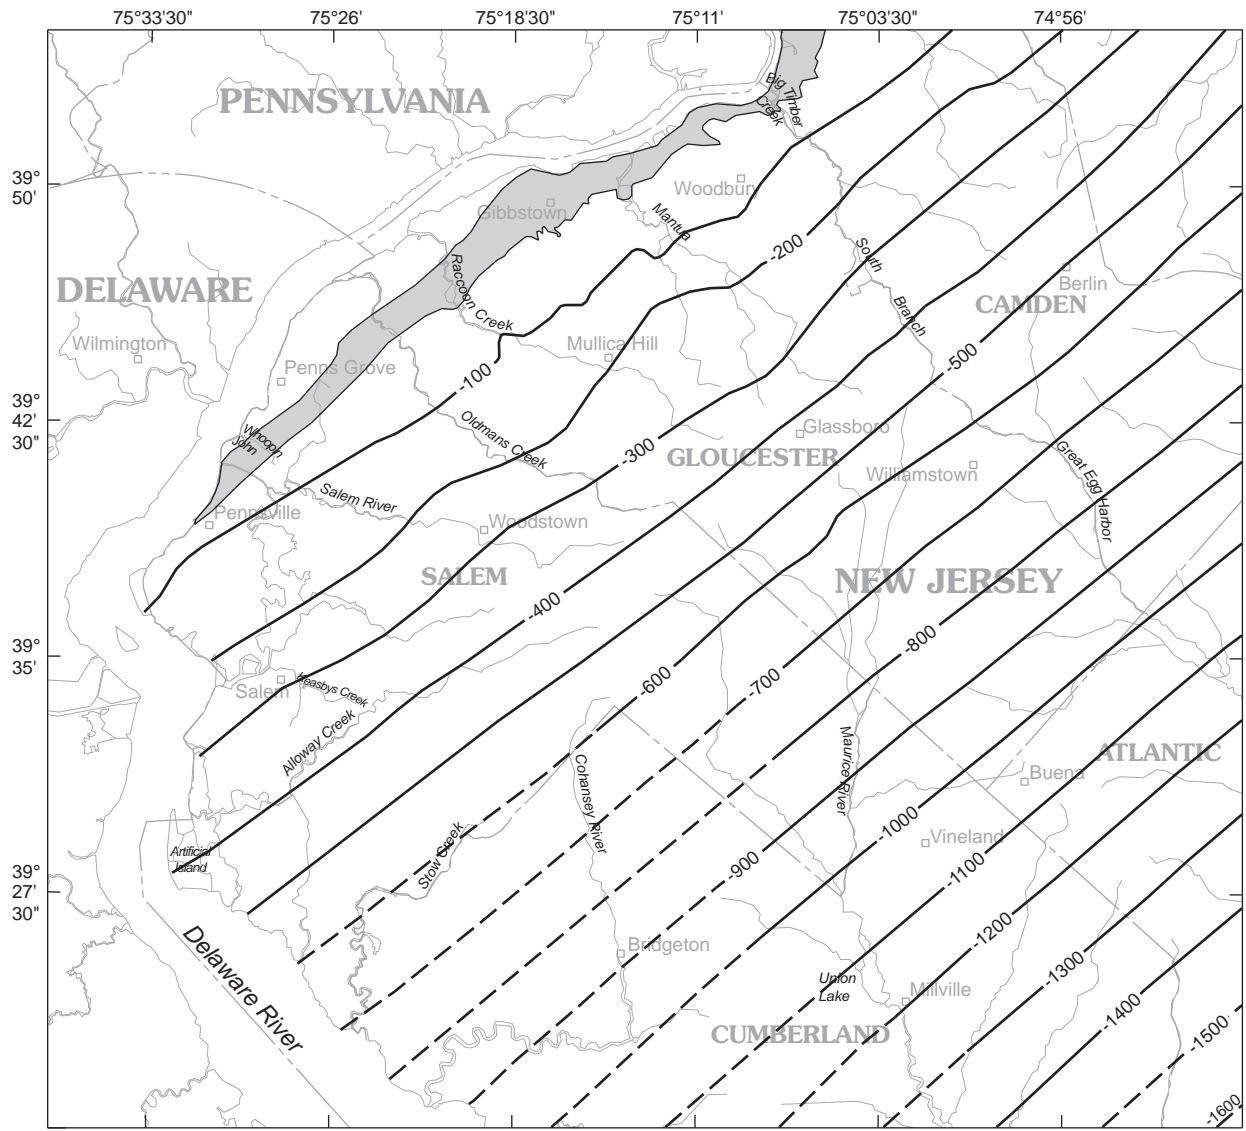 75°33'30"
75°26'
75°18'30"
75°11'
75°03'30"
74°56'
39°
50'
39°
42'
30"
39°
35'
39°
27'
30"
PENNSYLVANIA
Big Timber
Creek
Woodbury
Gibbstown
Mantua
-200
South
Branch
DELAWARE
Raccoon Creek
Berlin
CAMDEN
Wilmington
Mullica Hill
Penns Grove
-100
-500
Whoopn
John
Oldmans Creek
-300
Glassboro
GLOUCESTER
Williamstown
Great Egg Harbor
Salem River
Pennsville
Woodstown
SALEM
NEW JERSEY
-400
-800
-600
-700
Salem
Keasbys Creek
Alloway Creek
Maurice River
ATLANTIC
Buena
Cohansey River
-1000
Vineland
Artificial
Island
Stow Creek
-900
-1100
Delaware River
Bridgeton
-1200
Union
Lake
Millville
-1300
CUMBERLAND
-1400
-1500
-1600